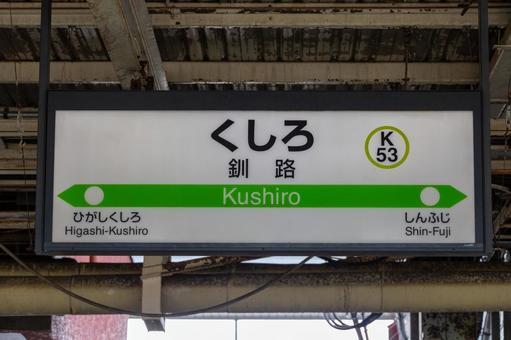 くしろ
釧 路
K
53
Kushiro
ひがしくしろ
Higashi-Kushiro
しんふじ
Shin-Fuji